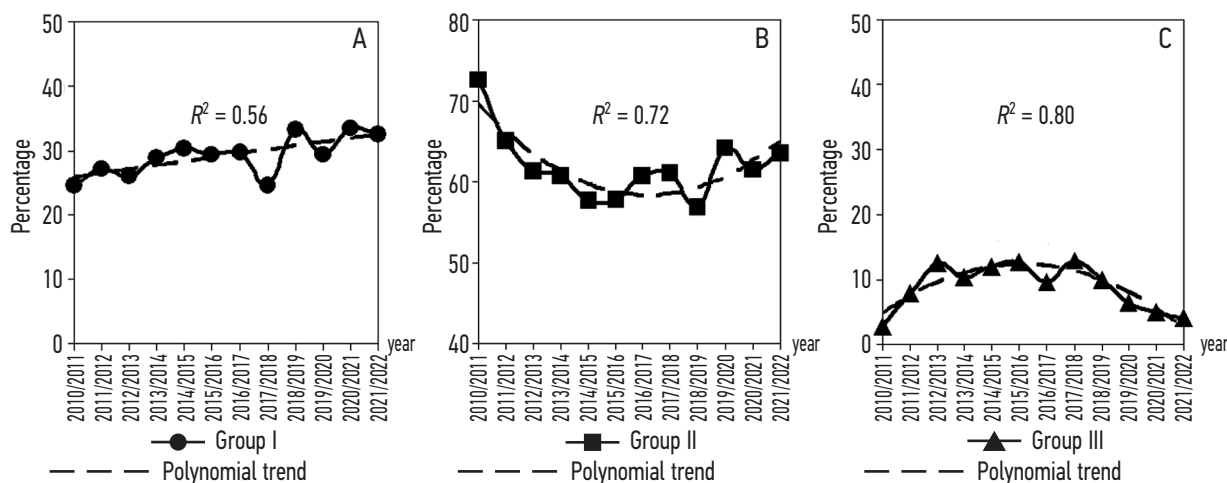 A
50
40
30
20
10
0
Percentage
R² = 0.56
2010/2011
2011/2012
2012/2013
2013/2014
2014/2015
2015/2016
2016/2017
2017/2018
2018/2019
2019/2020
2020/2021
2021/2022
year
Group I
Polynomial trend
B
80
70
60
50
40
Percentage
R² = 0.72
2010/2011
2011/2012
2012/2013
2013/2014
2014/2015
2015/2016
2016/2017
2017/2018
2018/2019
2019/2020
2020/2021
2021/2022
year
Group II
Polynomial trend
C
50
40
30
20
10
0
Percentage
R² = 0.80
2010/2011
2011/2012
2012/2013
2013/2014
2014/2015
2015/2016
2016/2017
2017/2018
2018/2019
2019/2020
2020/2021
2021/2022
year
Group III
Polynomial trend